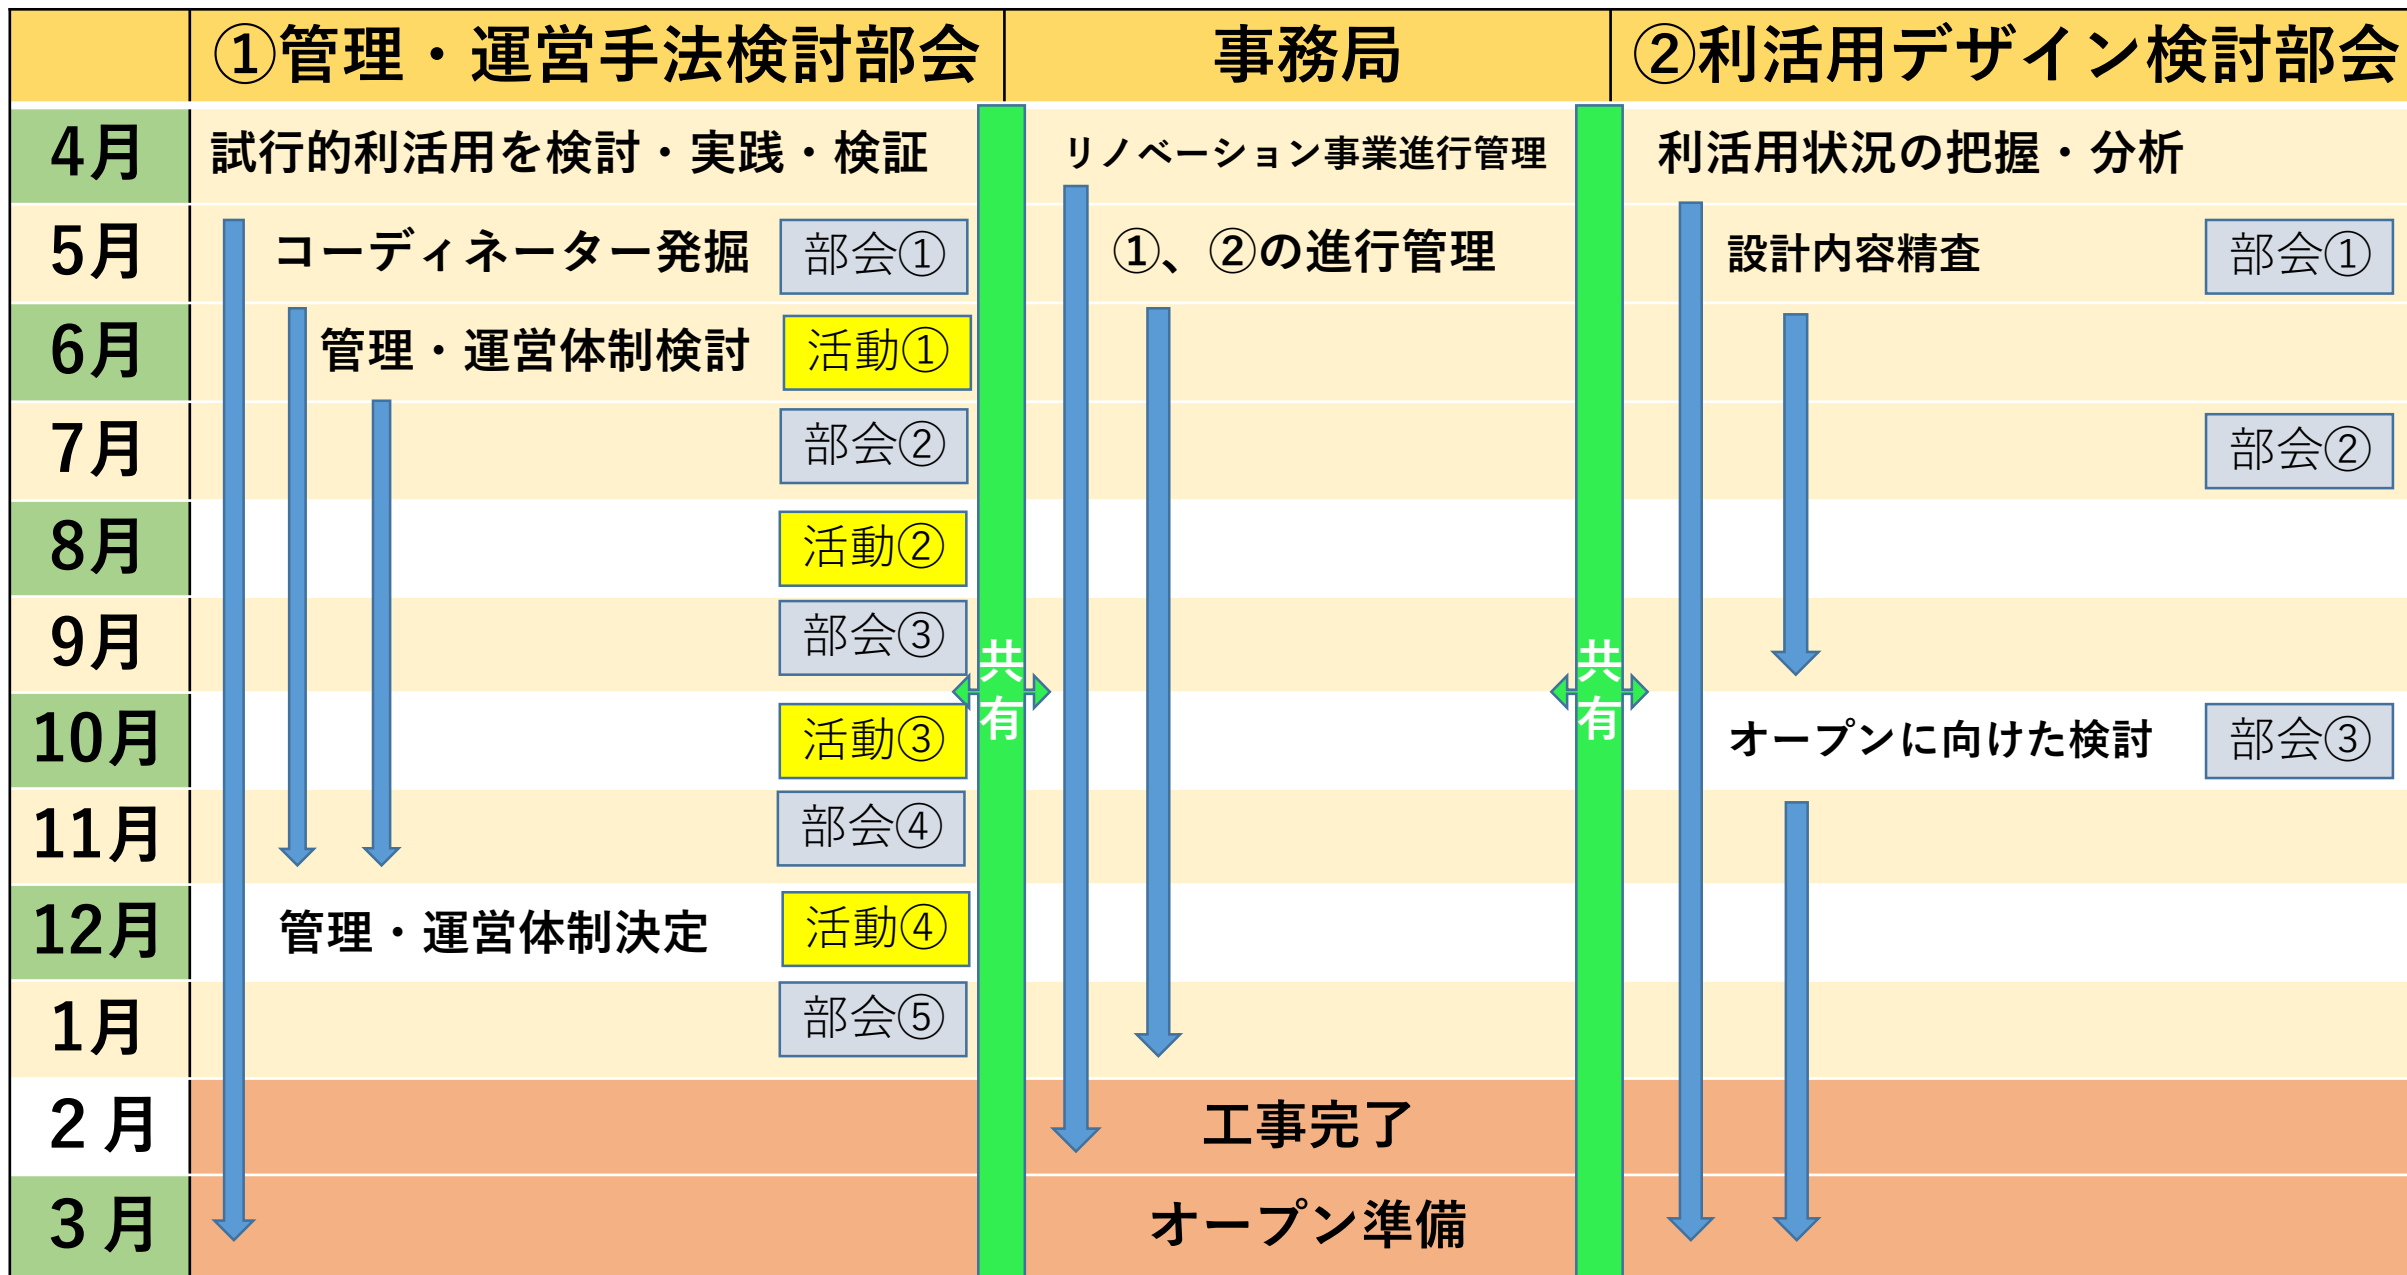 ①管理・運営手法検討部会
事務局
②利活用デザイン検討部会
4月
試行的利活用を検討・実践・検証
リノベーション事業進行管理
利活用状況の把握・分析
5月
コーディネーター発掘
部会①
①、②の進行管理
設計内容精査
部会①
6月
管理・運営体制検討
活動①
7月
部会②
部会②
8月
活動②
9月
部会③
共有
共有
10月
活動③
オープンに向けた検討
部会③
11月
部会④
12月
管理・運営体制決定
活動④
1月
部会⑤
2月
工事完了
3月
オープン準備